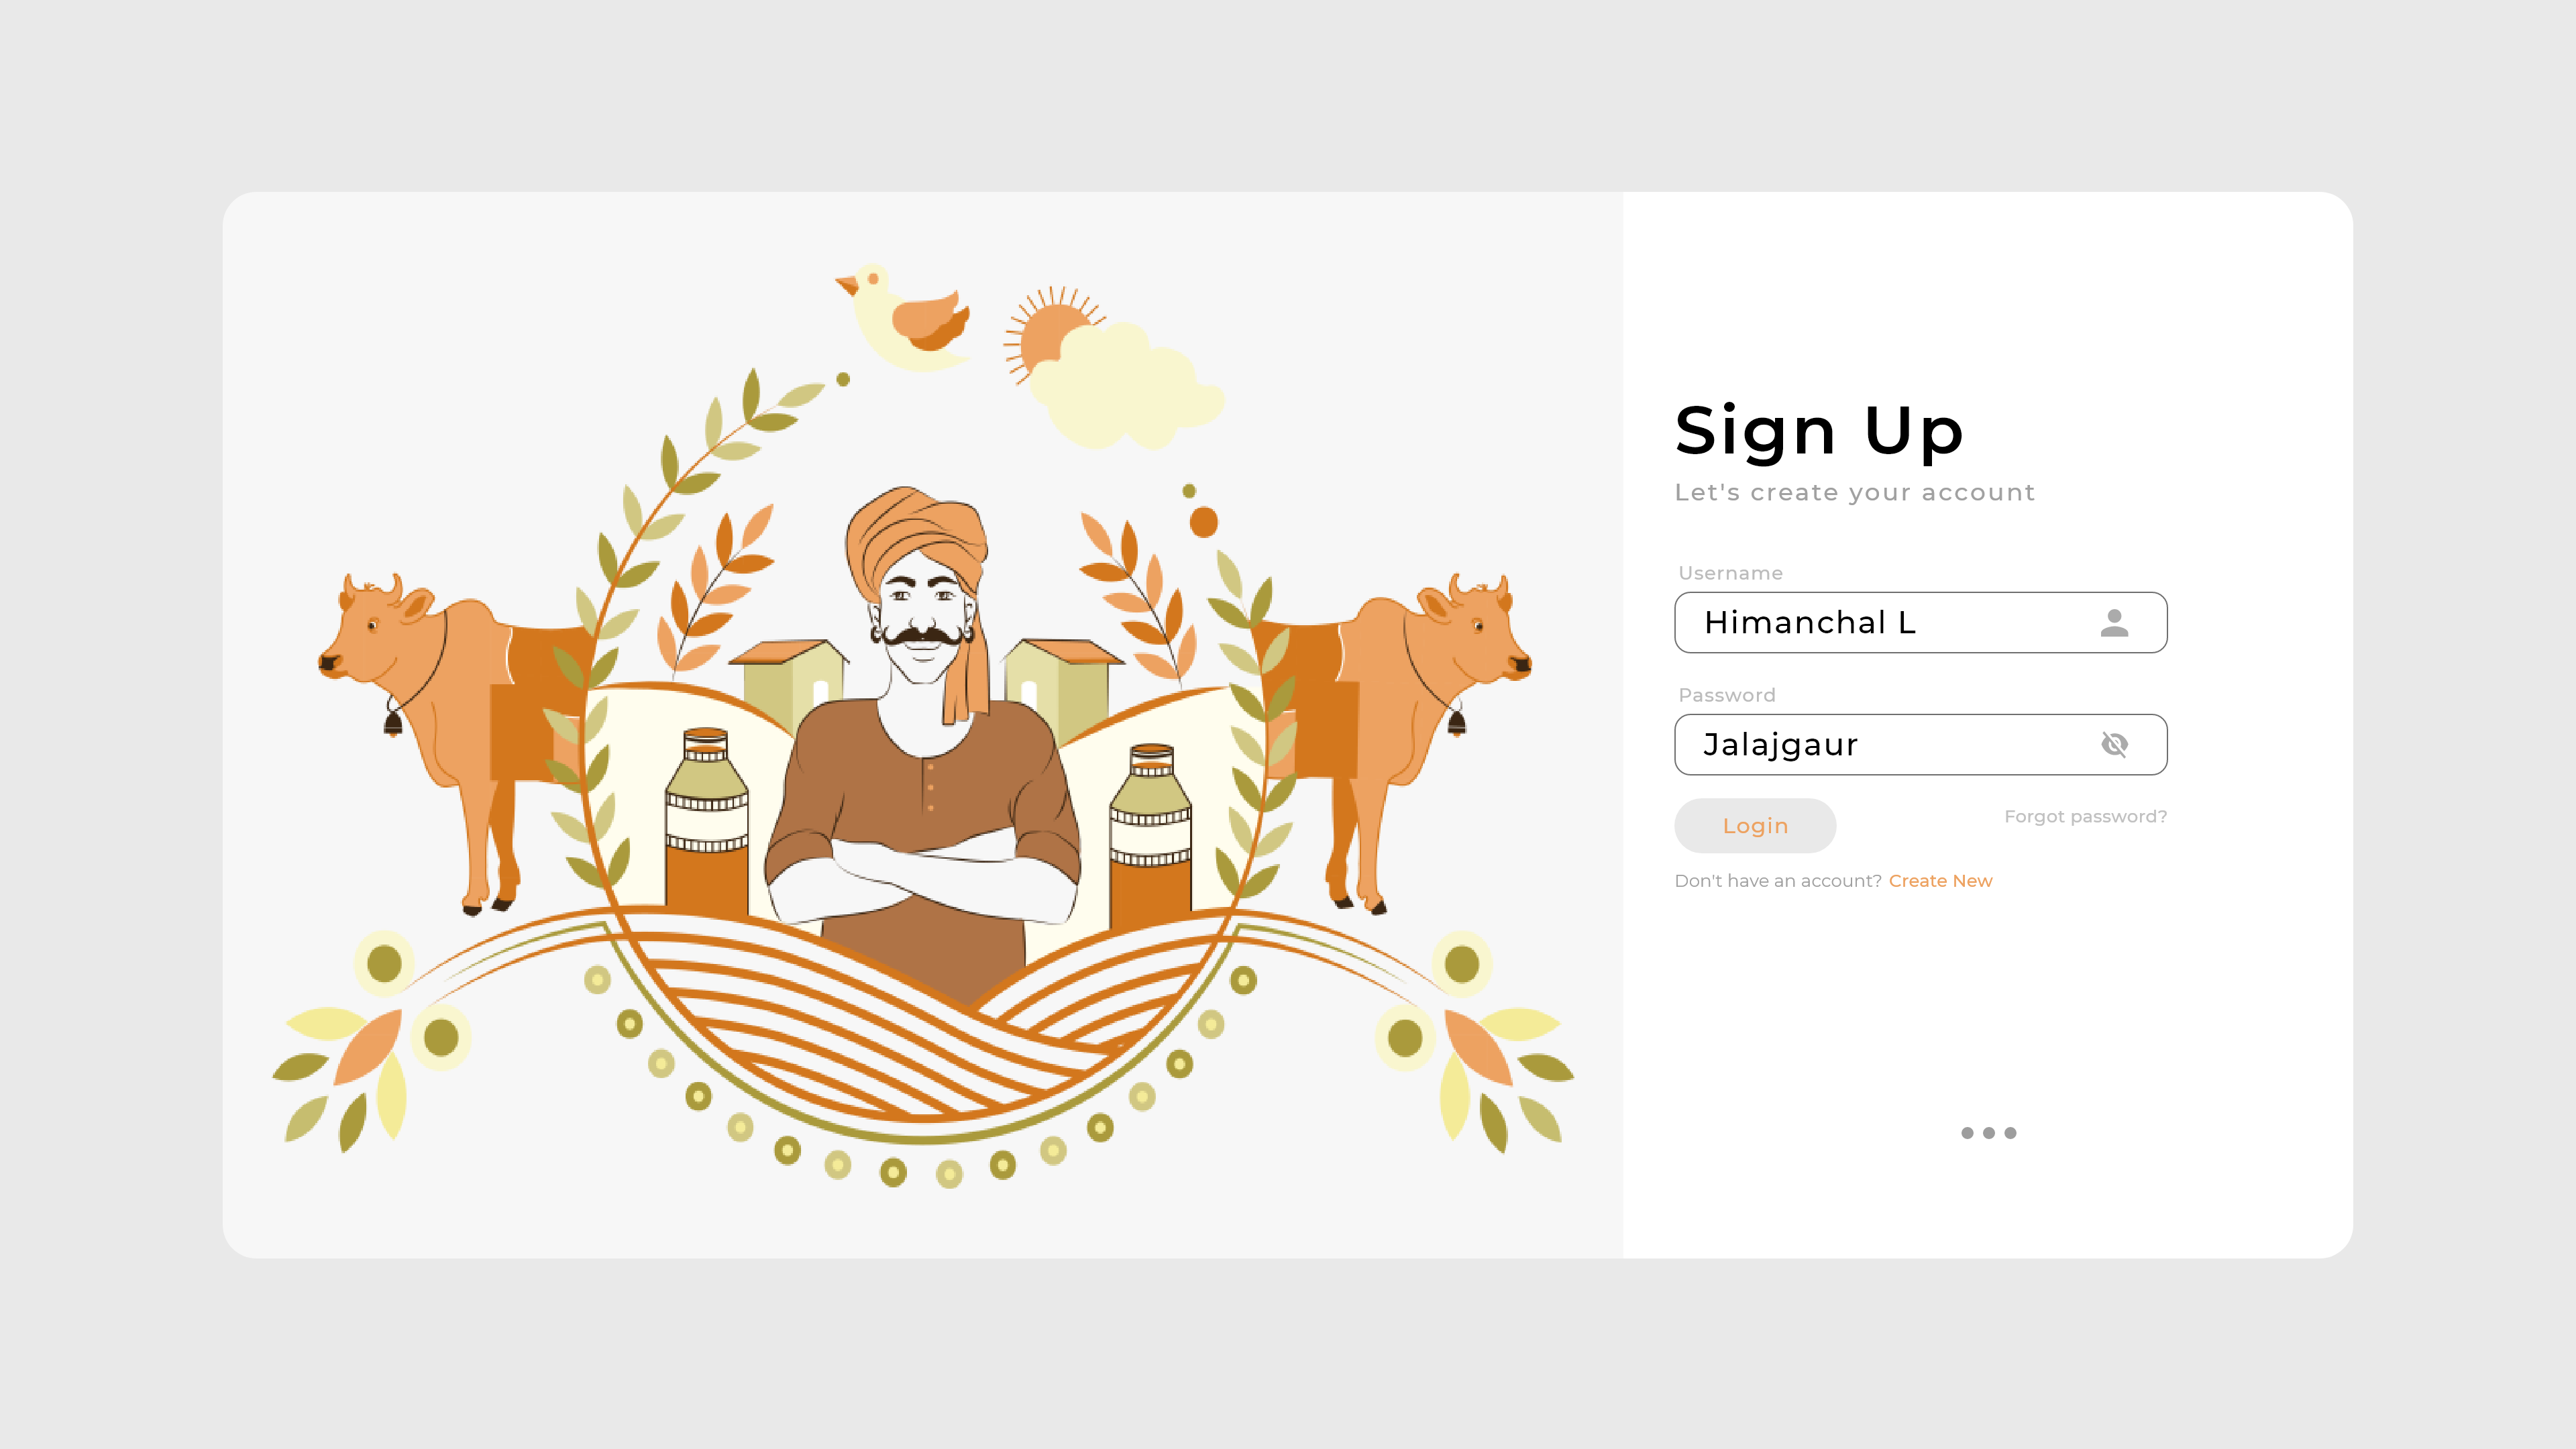 Sign Up
Let's create your account
Username
Himanchal L
Password
Jalajgaur
Login
Forgot password?
Don't have an account? Create New